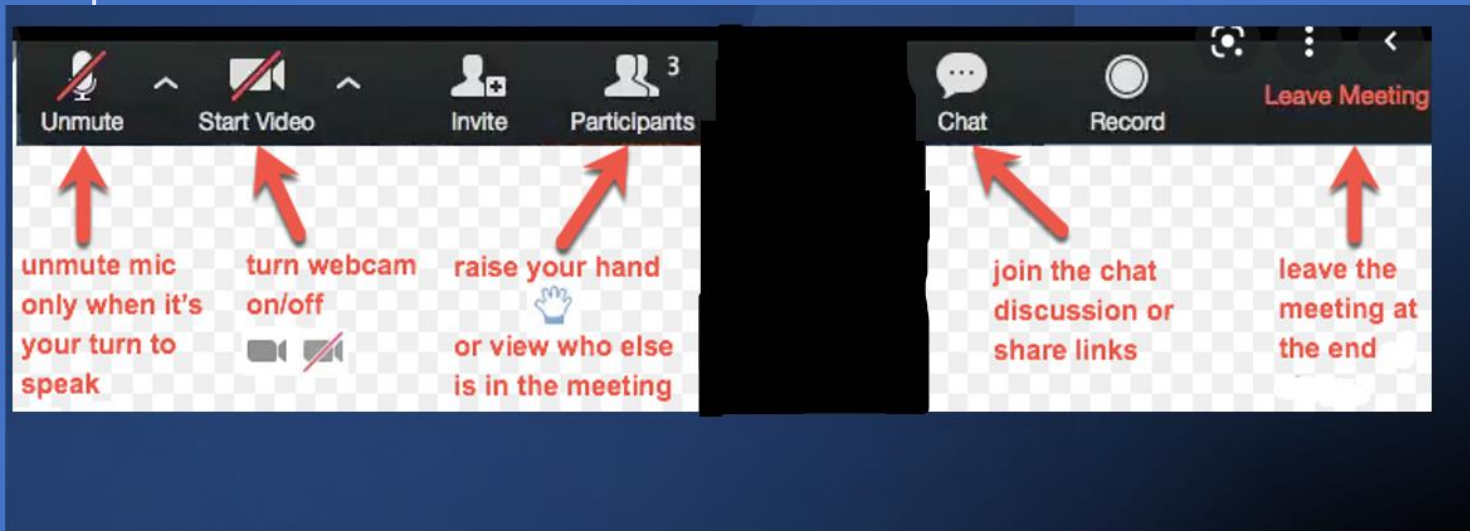 3
Unmute
Start Video
Invite
Participants
Chat
Record
Leave Meeting
unmute mic
only when it's
your turn to
speak
turn webcam
on/off
raise your hand
or view who else
is in the meeting
join the chat
discussion or
share links
leave the
meeting at
the end